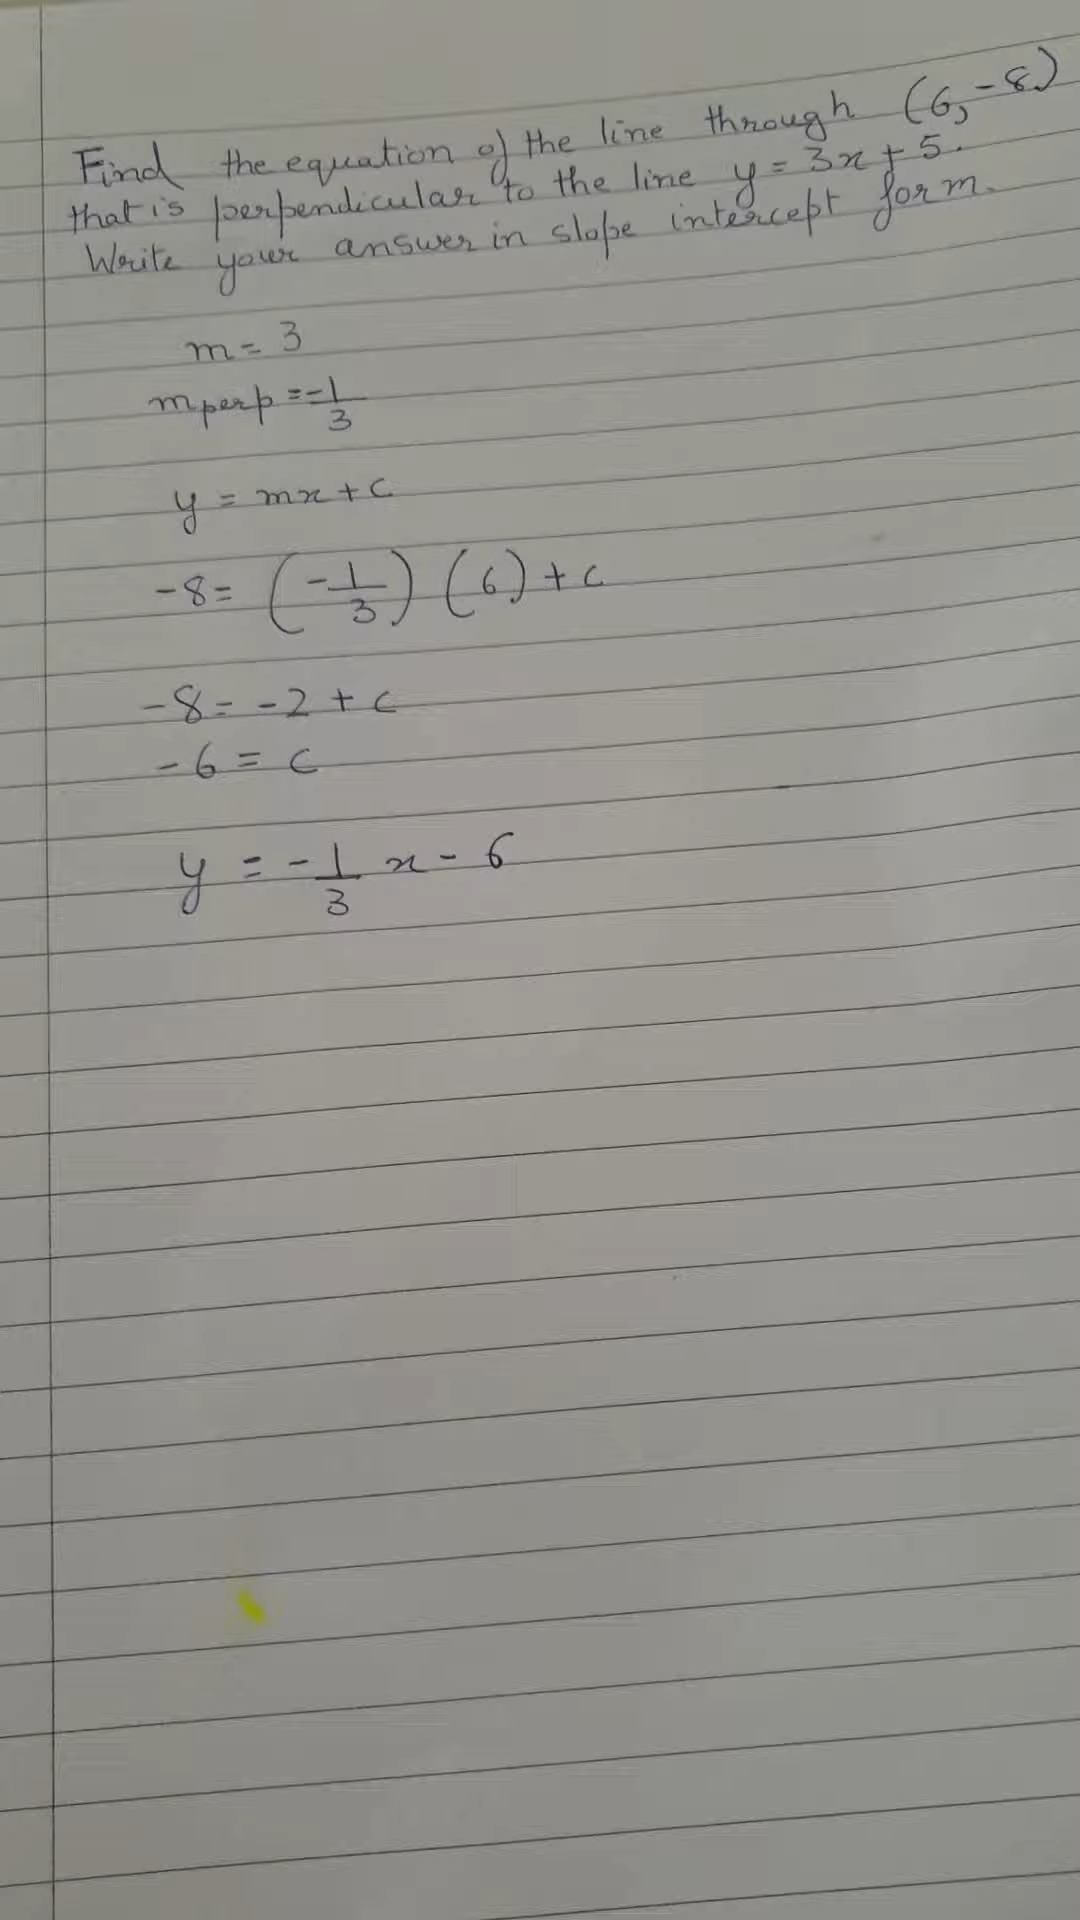 Find the equation of the line through (6, -8)
that is perpendicular to the line y = 3x + 5.
Write your answer in slope intercept form.
m = 3
m perp = -1/3
y = mx + c
-8 = (-1/3) (6) + c
-8 = -2 + c
-6 = c
y = -1/3 x - 6